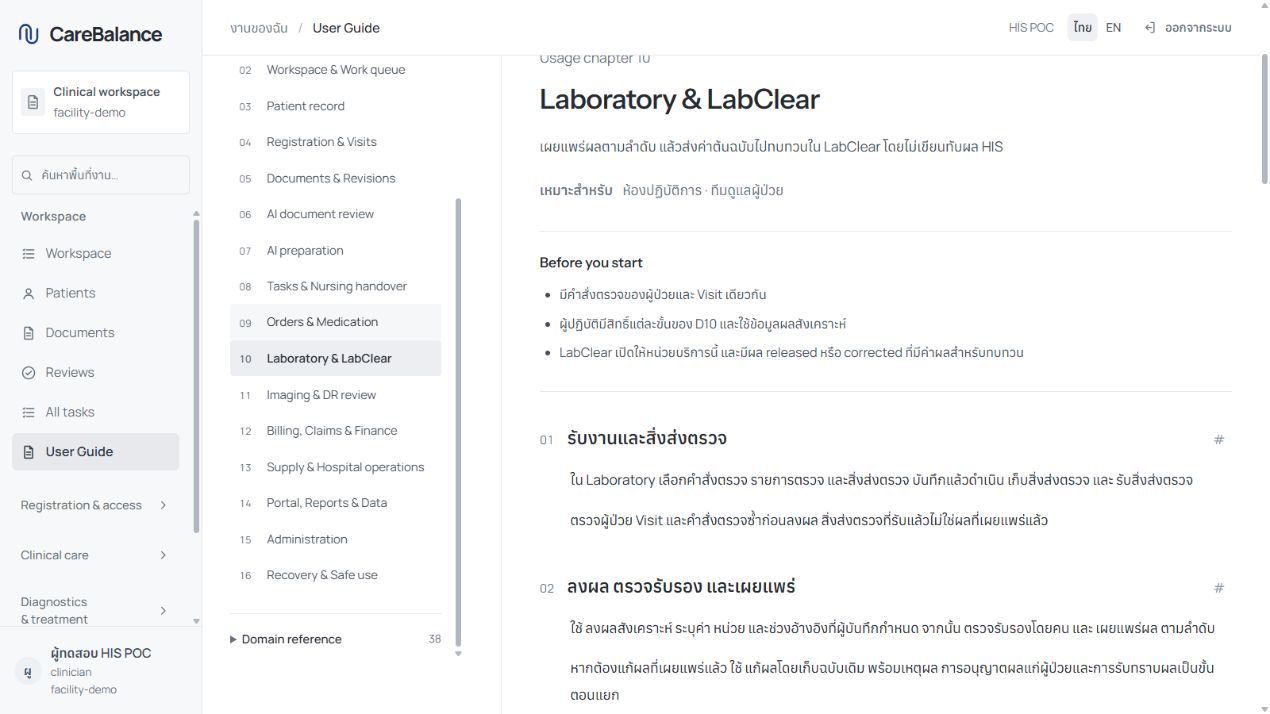 CareBalance
Clinical workspace
facility-demo
ค้นหาพื้นที่งาน...
Workspace
Workspace
Patients
Documents
Reviews
All tasks
User Guide
Registration & access
Clinical care
Diagnostics
& treatment
ผู้ทดสอบ HIS POC
ผู้
clinician
facility-demo
งานของฉัน / User Guide
HIS POC ไทย EN ออกจากระบบ
02 Workspace & Work queue
03 Patient record
04 Registration & Visits
05 Documents & Revisions
06 AI document review
07 AI preparation
08 Tasks & Nursing handover
09 Orders & Medication
10 Laboratory & LabClear
11 Imaging & DR review
12 Billing, Claims & Finance
13 Supply & Hospital operations
14 Portal, Reports & Data
15 Administration
16 Recovery & Safe use
Domain reference 38
Usage chapter 10
Laboratory & LabClear
เผยแพร่ผลตามลำดับ แล้วส่งค่าต้นฉบับไปทบทวนใน LabClear โดยไม่เขียนทับผล HIS
เหมาะสำหรับ ห้องปฏิบัติการ · ทีมดูแลผู้ป่วย
Before you start
• มีคำสั่งตรวจของผู้ป่วยและ Visit เดียวกัน
• ผู้ปฏิบัติมีสิทธิ์แต่ละขั้นของ D10 และใช้ข้อมูลผลสังเคราะห์
• LabClear เปิดให้หน่วยบริการนี้ และมีผล released หรือ corrected ที่มีค่าผลสำหรับทบทวน
01 รับงานและสิ่งส่งตรวจ #
ใน Laboratory เลือกคำสั่งตรวจ รายการตรวจ และสิ่งส่งตรวจ บันทึกแล้วดำเนิน เก็บสิ่งส่งตรวจ และ รับสิ่งส่งตรวจ
ตรวจผู้ป่วย Visit และคำสั่งตรวจซ้ำก่อนลงผล สิ่งส่งตรวจที่รับแล้วไม่ใช่ผลที่เผยแพร่แล้ว
02 ลงผล ตรวจรับรอง และเผยแพร่ #
ใช้ ลงผลสังเคราะห์ ระบุค่า หน่วย และช่วงอ้างอิงที่ผู้บันทึกกำหนด จากนั้น ตรวจรับรองโดยคน และ เผยแพร่ผล ตามลำดับ
หากต้องแก้ผลที่เผยแพร่แล้ว ใช้ แก้ผลโดยเก็บฉบับเดิม พร้อมเหตุผล การอนุญาตผลแก่ผู้ป่วยและการรับทราบผลเป็นขั้น
ตอนแยก